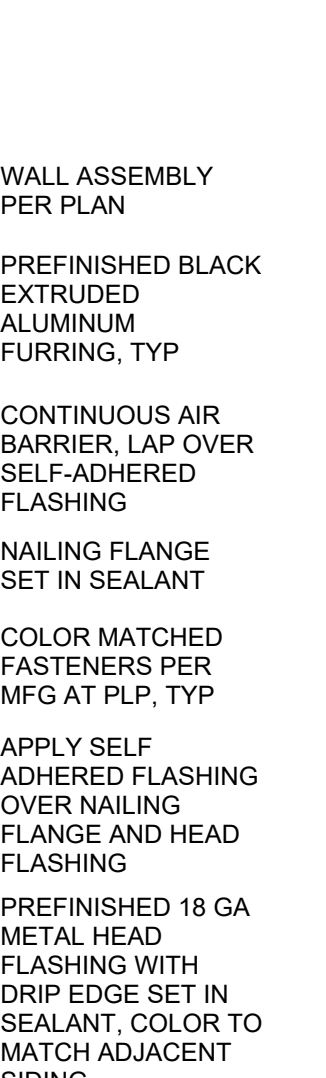 WALL ASSEMBLY
PER PLAN
PREFINISHED BLACK
EXTRUDED
ALUMINUM
FURRING, TYP
CONTINUOUS AIR
BARRIER, LAP OVER
SELF-ADHERED
FLASHING
NAILING FLANGE
SET IN SEALANT
COLOR MATCHED
FASTENERS PER
MFG AT PLP, TYP
APPLY SELF
ADHERED FLASHING
OVER NAILING
FLANGE AND HEAD
FLASHING
PREFINISHED 18 GA
METAL HEAD
FLASHING WITH
DRIP EDGE SET IN
SEALANT, COLOR TO
MATCH ADJACENT
SIDING